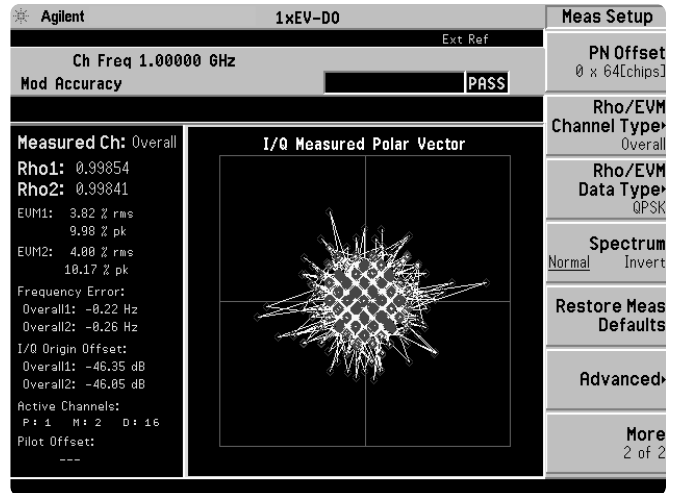 Agilent
1xEV-DO
Meas Setup
Ext Ref
Ch Freq 1.00000 GHz
Mod Accuracy
PASS
Measured Ch: Overall
Rho1: 0.99854
Rho2: 0.99841
EVM1: 3.82 % rms
9.98 % pk
EVM2: 4.00 % rms
10.17 % pk
Frequency Error:
Overall1: -0.22 Hz
Overall2: -0.26 Hz
I/Q Origin Offset:
Overall1: -46.35 dB
Overall2: -46.05 dB
Active Channels:
P: 1 M: 2 D: 16
Pilot Offset:
---
I/Q Measured Polar Vector
PN Offset
0 x 64[chips]
Rho/EVM
Channel Type
Overall
Rho/EVM
Data Type
QPSK
Spectrum
Normal Invert
Restore Meas
Defaults
Advanced
More
2 of 2